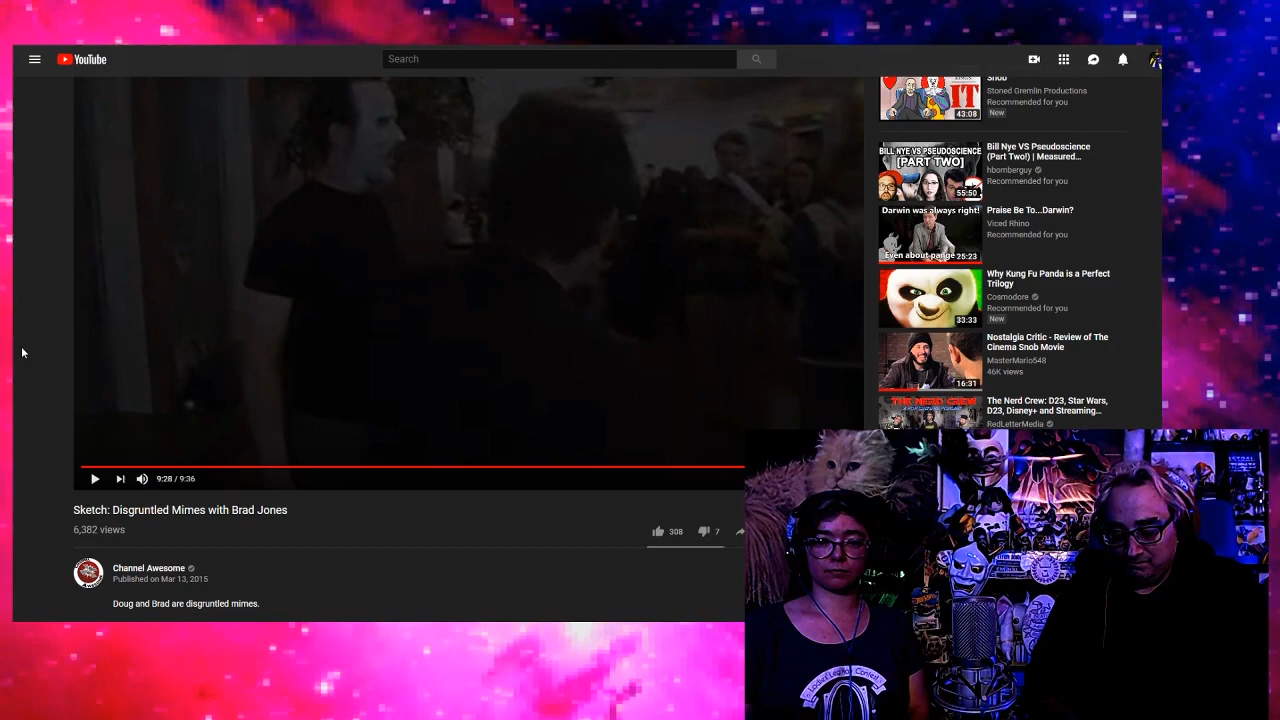 YouTube
Search
Snob
Stoned Gremlin Productions
Recommended for you
New
IT
43:08
BILL NYE VS PSEUDOSCIENCE
[PART TWO]
55:50
Bill Nye VS Pseudoscience
(Part Two!) | Measured...
hbomberguy
Recommended for you
Darwin was always right!
Even about pange
25:23
Praise Be To...Darwin?
Viced Rhino
Recommended for you
33:33
Why Kung Fu Panda is a Perfect
Trilogy
Cosmodore
Recommended for you
New
16:31
Nostalgia Critic - Review of The
Cinema Snob Movie
MasterMario548
46K views
THE NERD CREW
The Nerd Crew: D23, Star Wars,
D23, Disney+ and Streaming...
RedLetterMedia
9:28 / 9:36
Sketch: Disgruntled Mimes with Brad Jones
6,382 views
308
7
Channel Awesome
Published on Mar 13, 2015
Doug and Brad are disgruntled mimes.